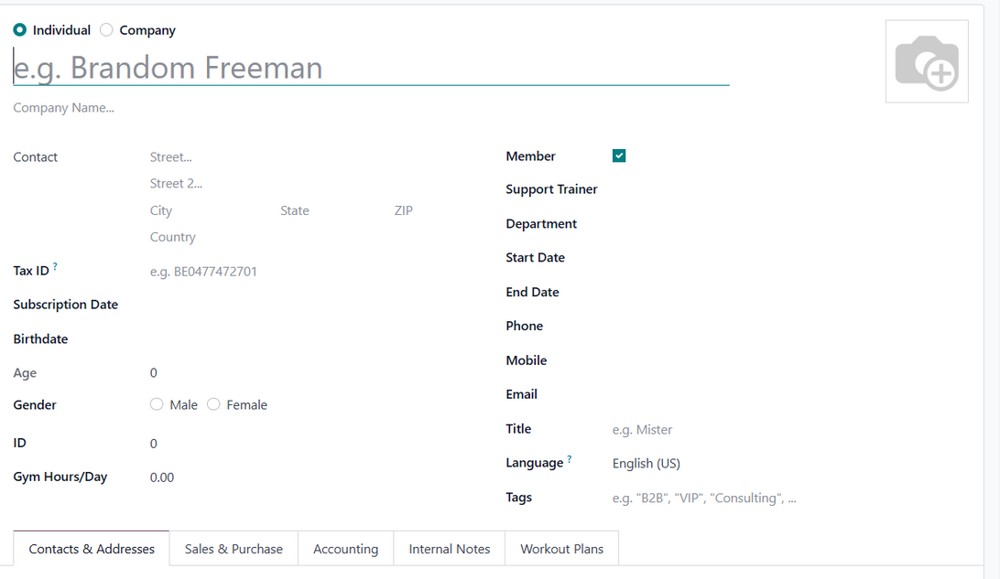 Individual Company
e.g. Brandom Freeman
Company Name...
Contact Street...
Street 2...
City State ZIP
Country
Tax ID ? e.g. BE0477472701
Subscription Date
Birthdate
Age 0
Gender Male Female
ID 0
Gym Hours/Day 0.00
Member
Support Trainer
Department
Start Date
End Date
Phone
Mobile
Email
Title e.g. Mister
Language ? English (US)
Tags e.g. "B2B", "VIP", "Consulting", ...
Contacts & Addresses Sales & Purchase Accounting Internal Notes Workout Plans